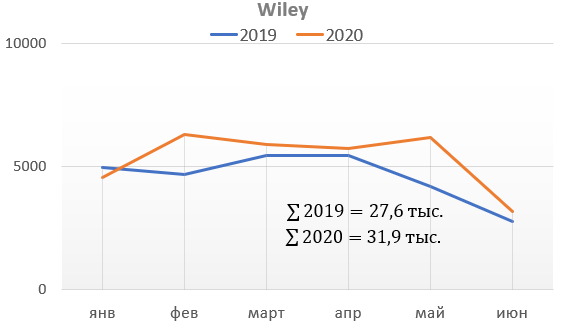 Wiley
2019 2020
10000
5000
∑ 2019 = 27,6 тыс.
∑ 2020 = 31,9 тыс.
0
янв фев март апр май июн